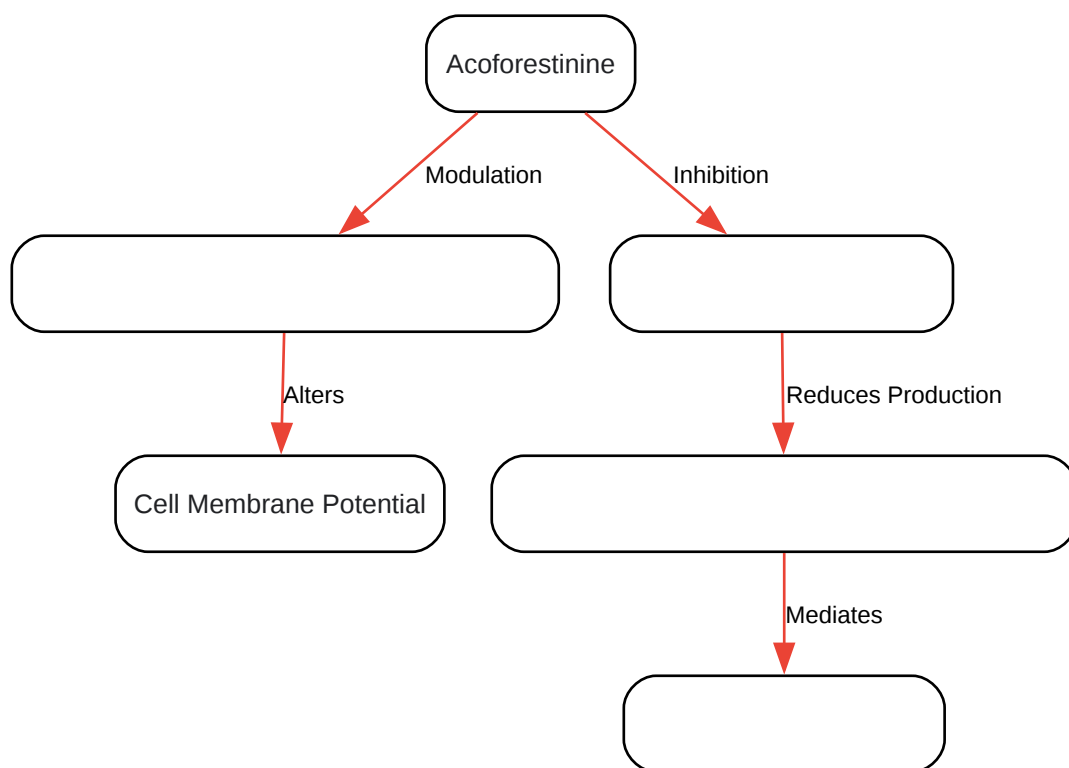 Acoforestinine
Modulation
Inhibition
Alters
Reduces Production
Cell Membrane Potential
Mediates